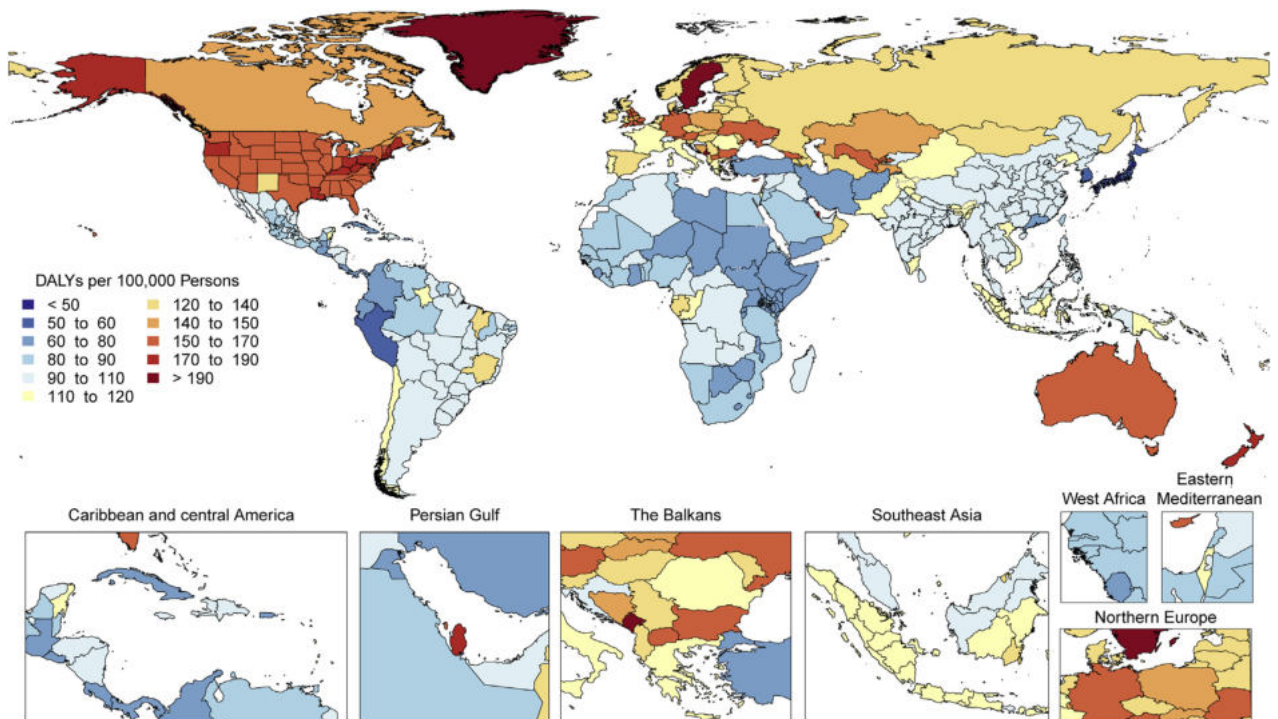 DALYs per 100,000 Persons
< 50
50 to 60
60 to 80
80 to 90
90 to 110
110 to 120
120 to 140
140 to 150
150 to 170
170 to 190
> 190
Caribbean and central America
Persian Gulf
The Balkans
Southeast Asia
West Africa
Eastern
Mediterranean
Northern Europe